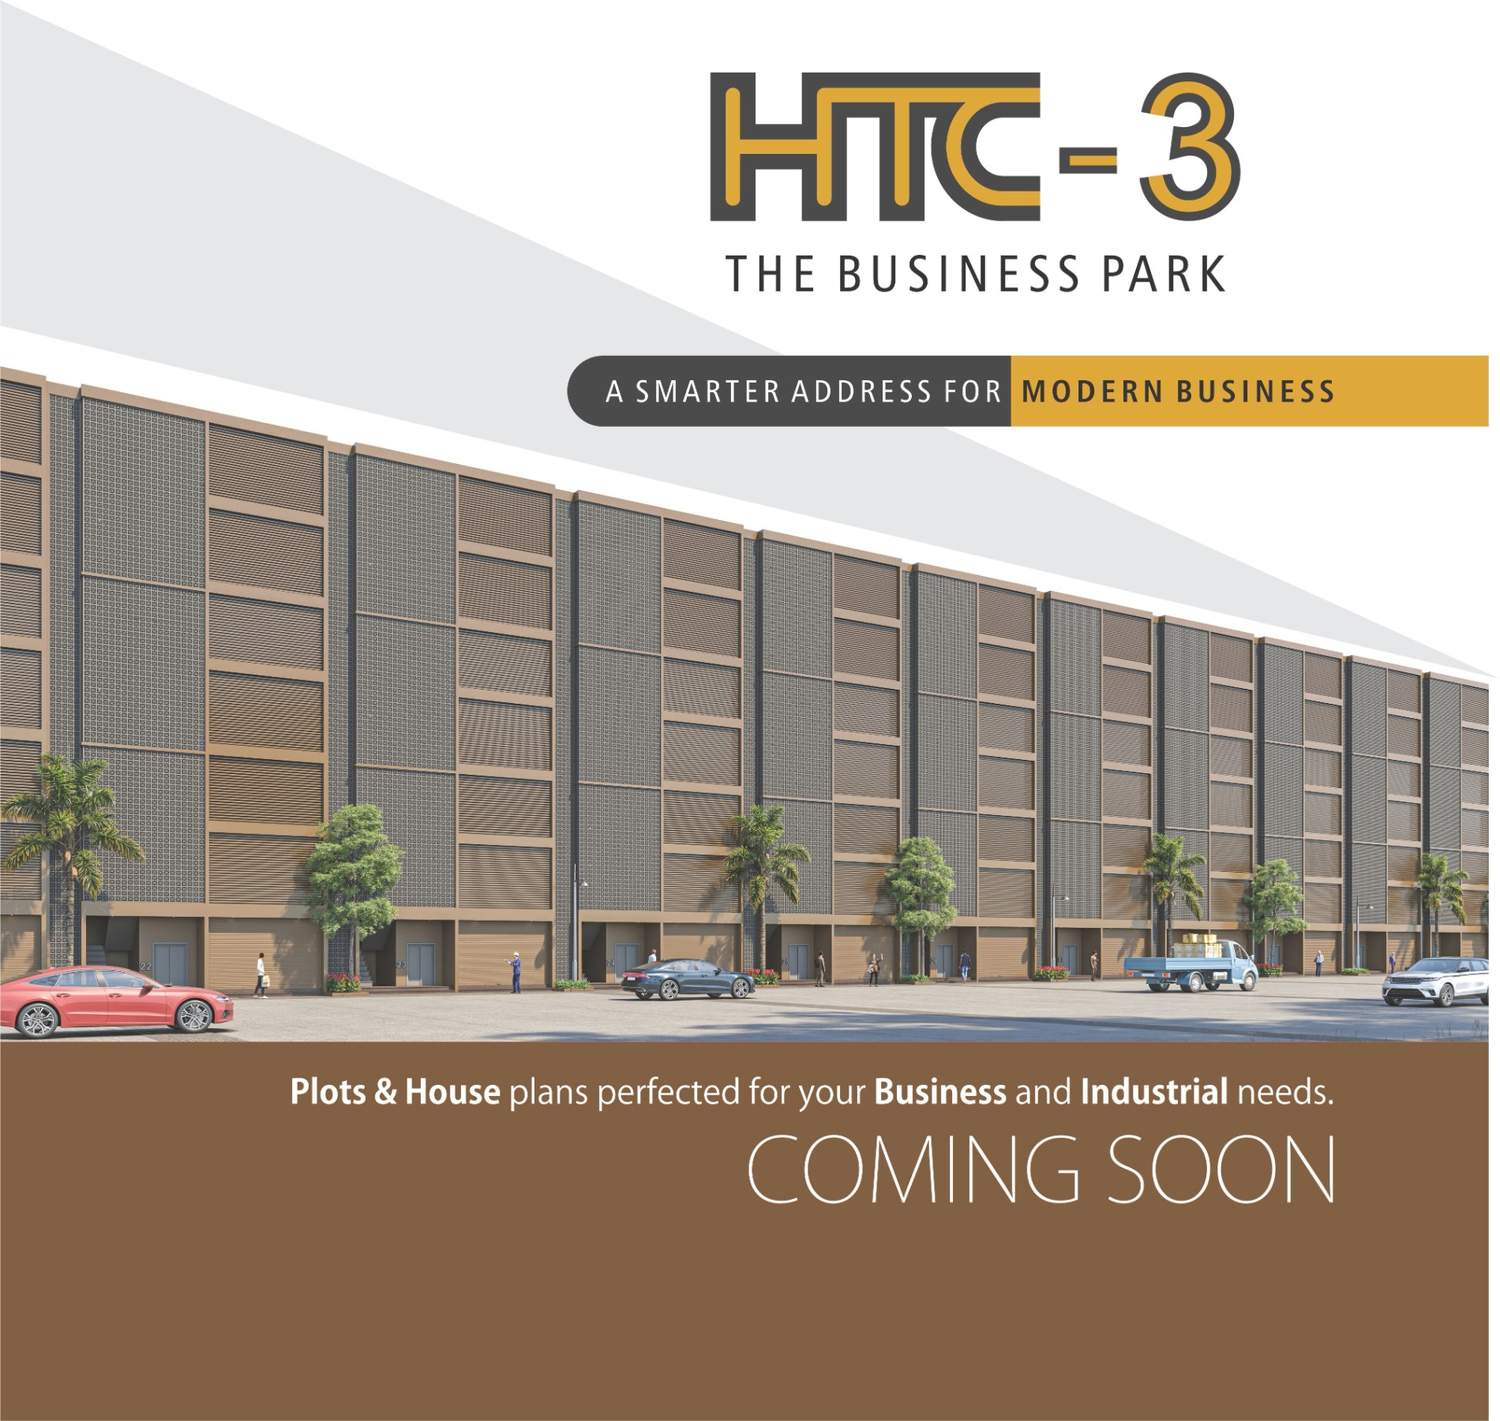 HTC-3
THE BUSINESS PARK
A SMARTER ADDRESS FOR MODERN BUSINESS
22
Plots & House plans perfected for your Business and Industrial needs.
COMING SOON